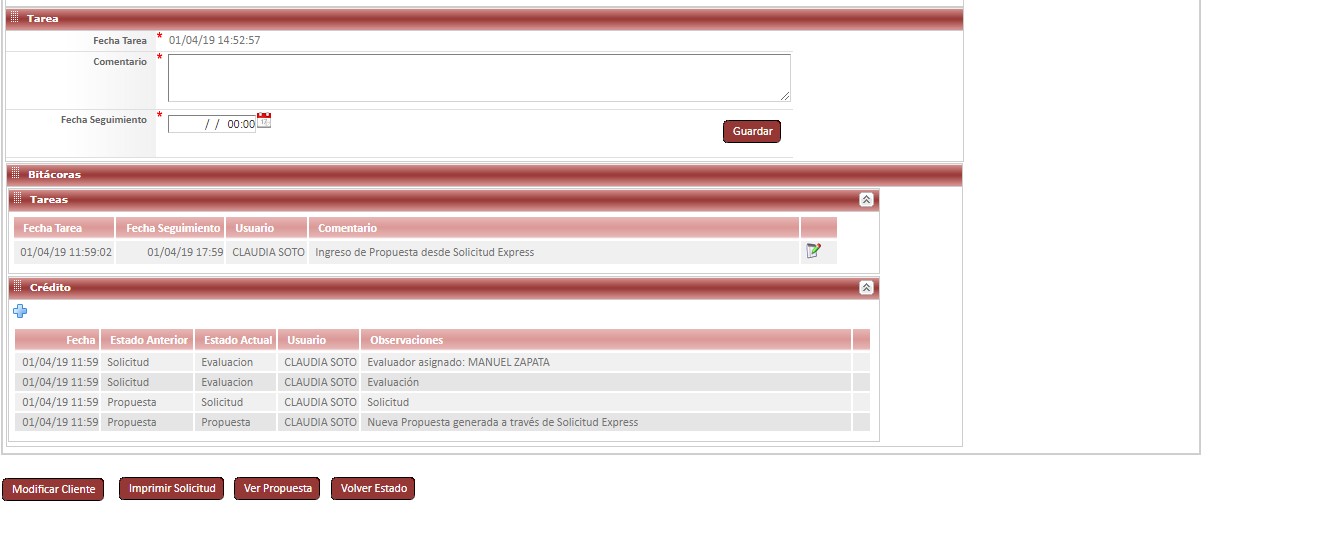 Tarea
Fecha Tarea * 01/04/19 14:52:57
Comentario *
Fecha Seguimiento * / / 00:00
Guardar
Bitácoras
Tareas
Fecha Tarea Fecha Seguimiento Usuario Comentario
01/04/19 11:59:02 01/04/19 17:59 CLAUDIA SOTO Ingreso de Propuesta desde Solicitud Express
Crédito
Fecha Estado Anterior Estado Actual Usuario Observaciones
01/04/19 11:59 Solicitud Evaluacion CLAUDIA SOTO Evaluador asignado: MANUEL ZAPATA
01/04/19 11:59 Solicitud Evaluacion CLAUDIA SOTO Evaluación
01/04/19 11:59 Propuesta Solicitud CLAUDIA SOTO Solicitud
01/04/19 11:59 Propuesta Propuesta CLAUDIA SOTO Nueva Propuesta generada a través de Solicitud Express
Modificar Cliente Imprimir Solicitud Ver Propuesta Volver Estado